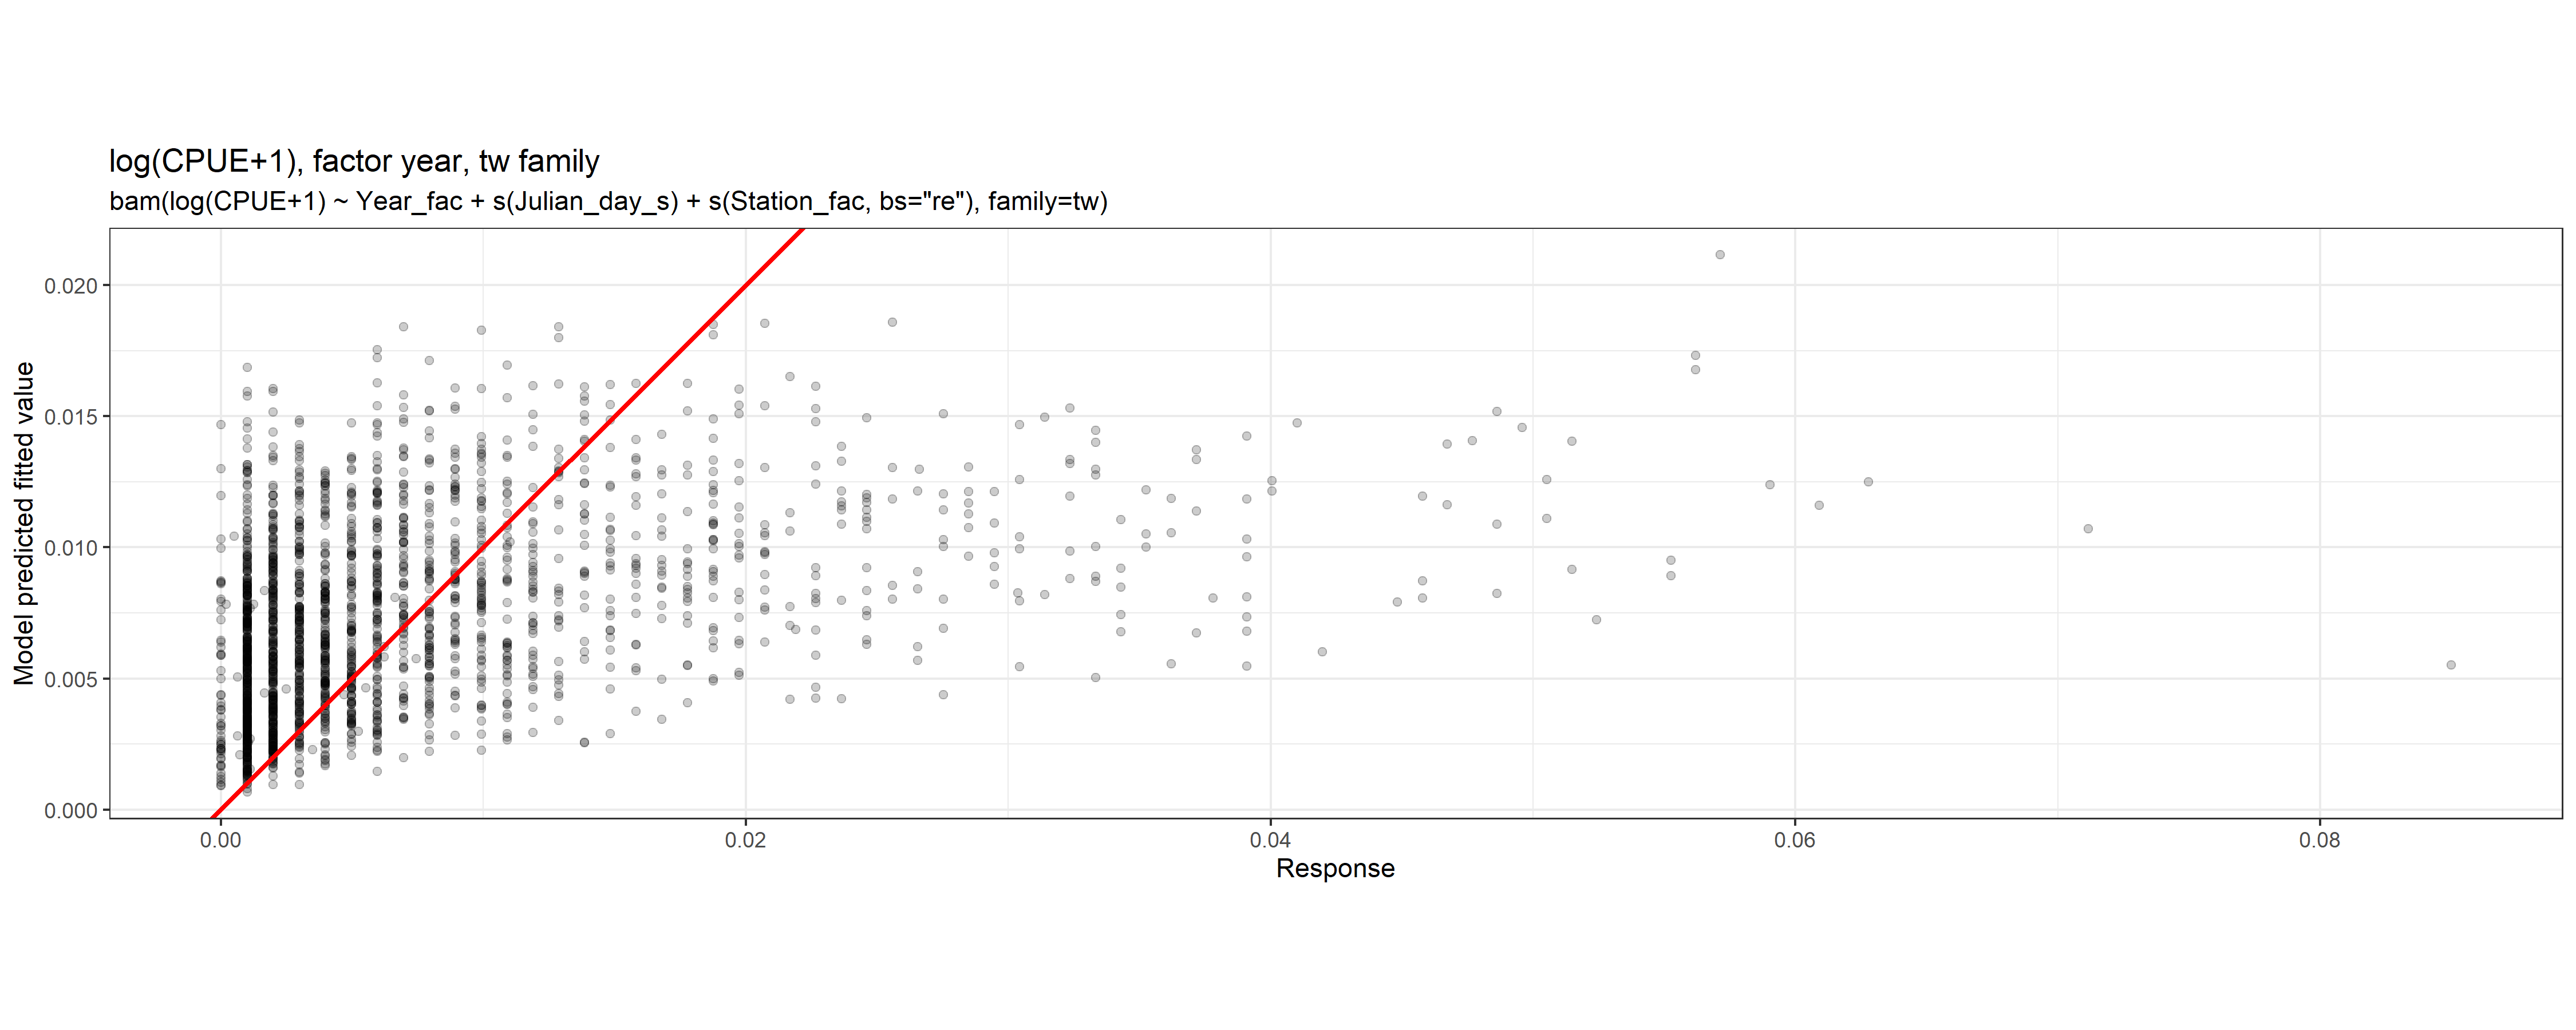 log(CPUE+1), factor year, tw family
bam(log(CPUE+1) ~ Year_fac + s(Julian_day_s) + s(Station_fac, bs="re"), family=tw)
Model predicted fitted value
0.020
0.015
0.010
0.005
0.000
0.00 0.02 0.04 0.06 0.08
Response